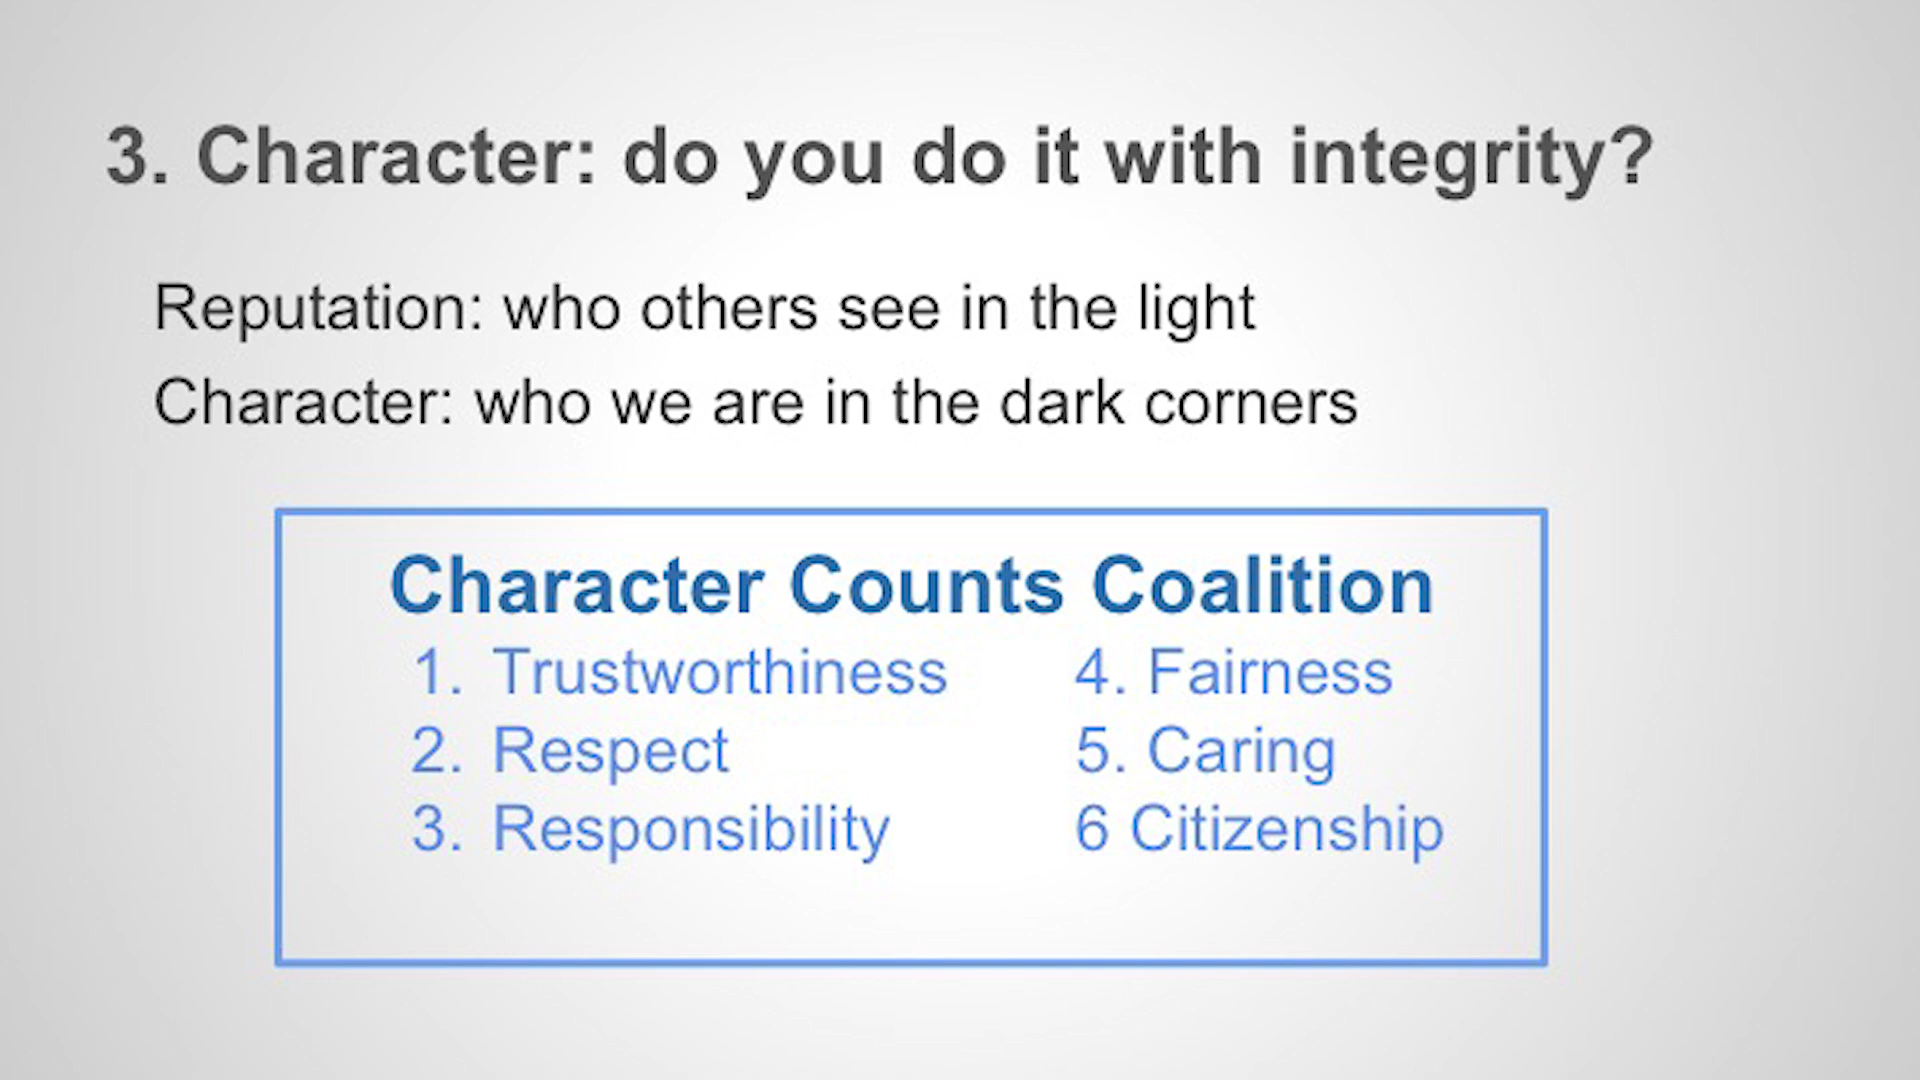 3. Character: do you do it with integrity?
Reputation: who others see in the light
Character: who we are in the dark corners
Character Counts Coalition
1. Trustworthiness
2. Respect
3. Responsibility
4. Fairness
5. Caring
6 Citizenship